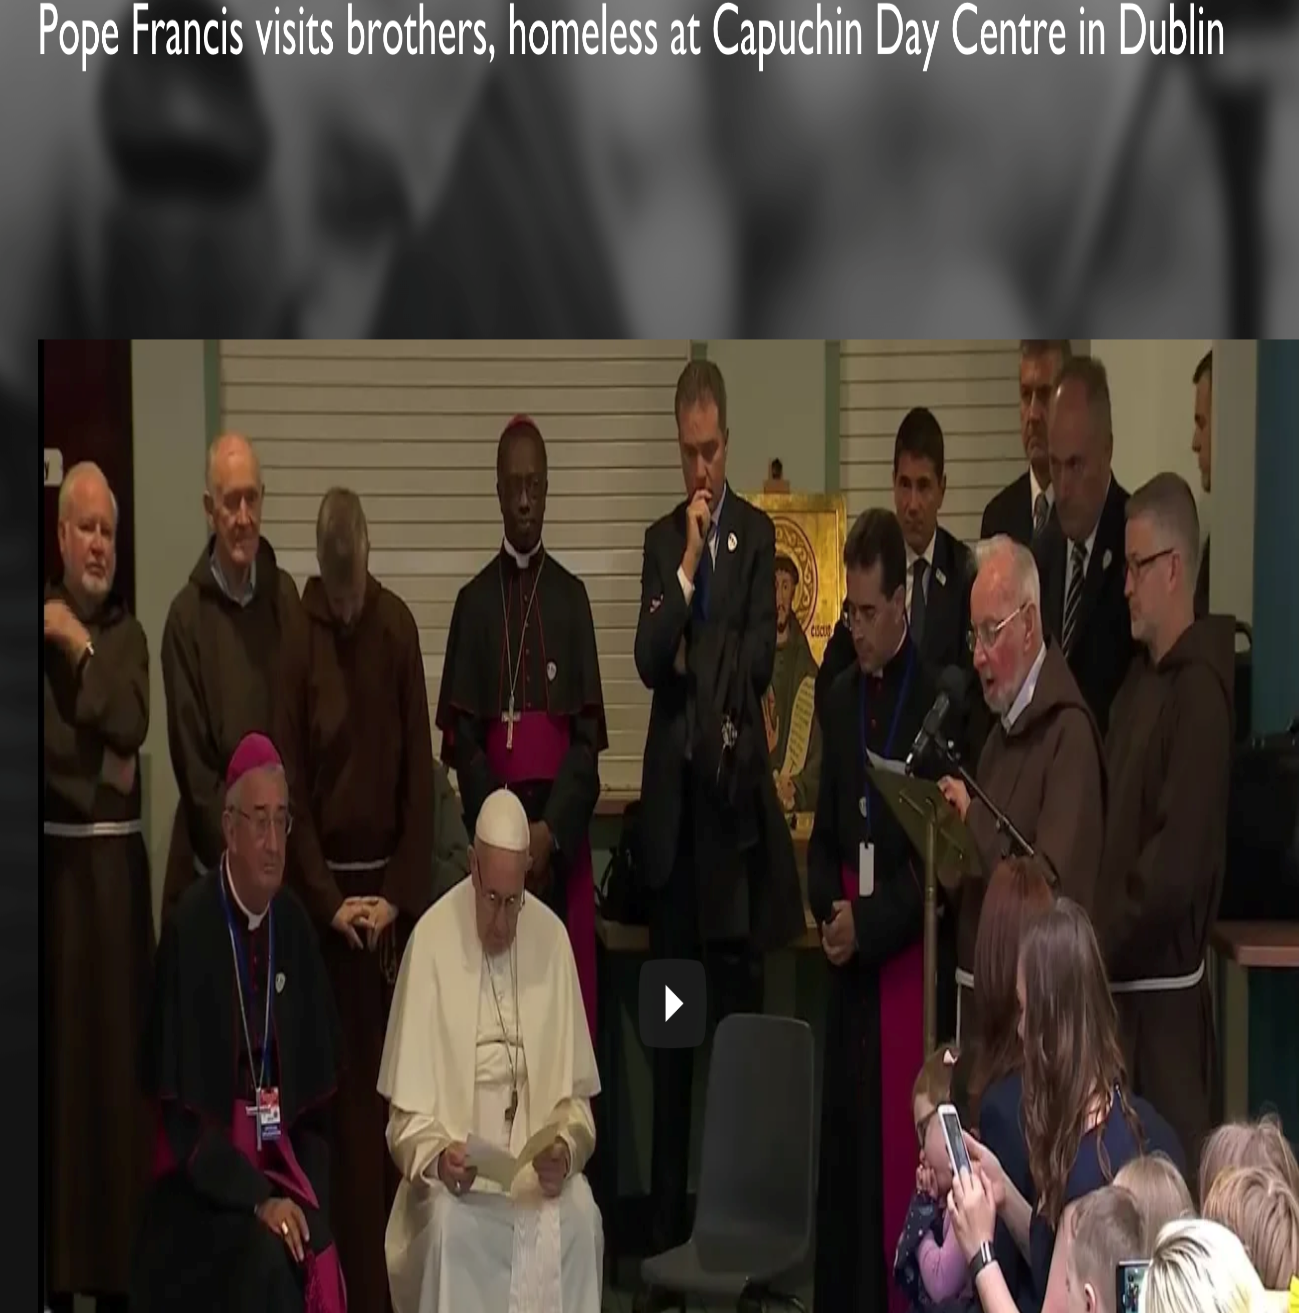 Pope Francis visits brothers, homeless at Capuchin Day Centre in Dublin